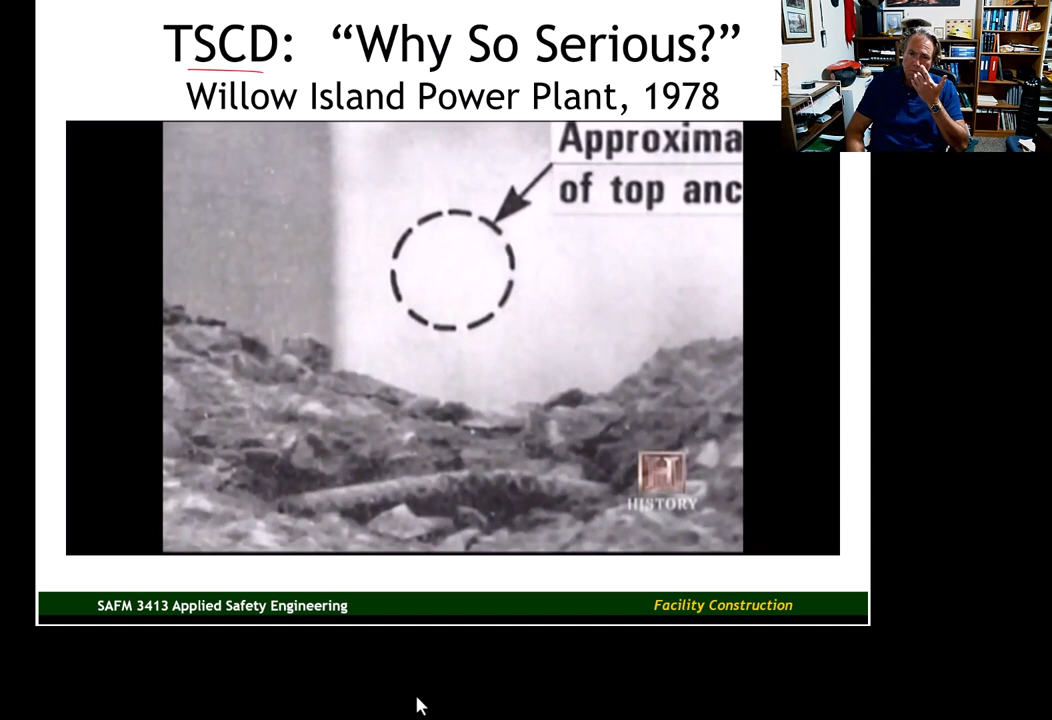 TSCD: “Why So Serious?”
Willow Island Power Plant, 1978
N
Approxima
of top anc
H
HISTORY
SAFM 3413 Applied Safety Engineering
Facility Construction